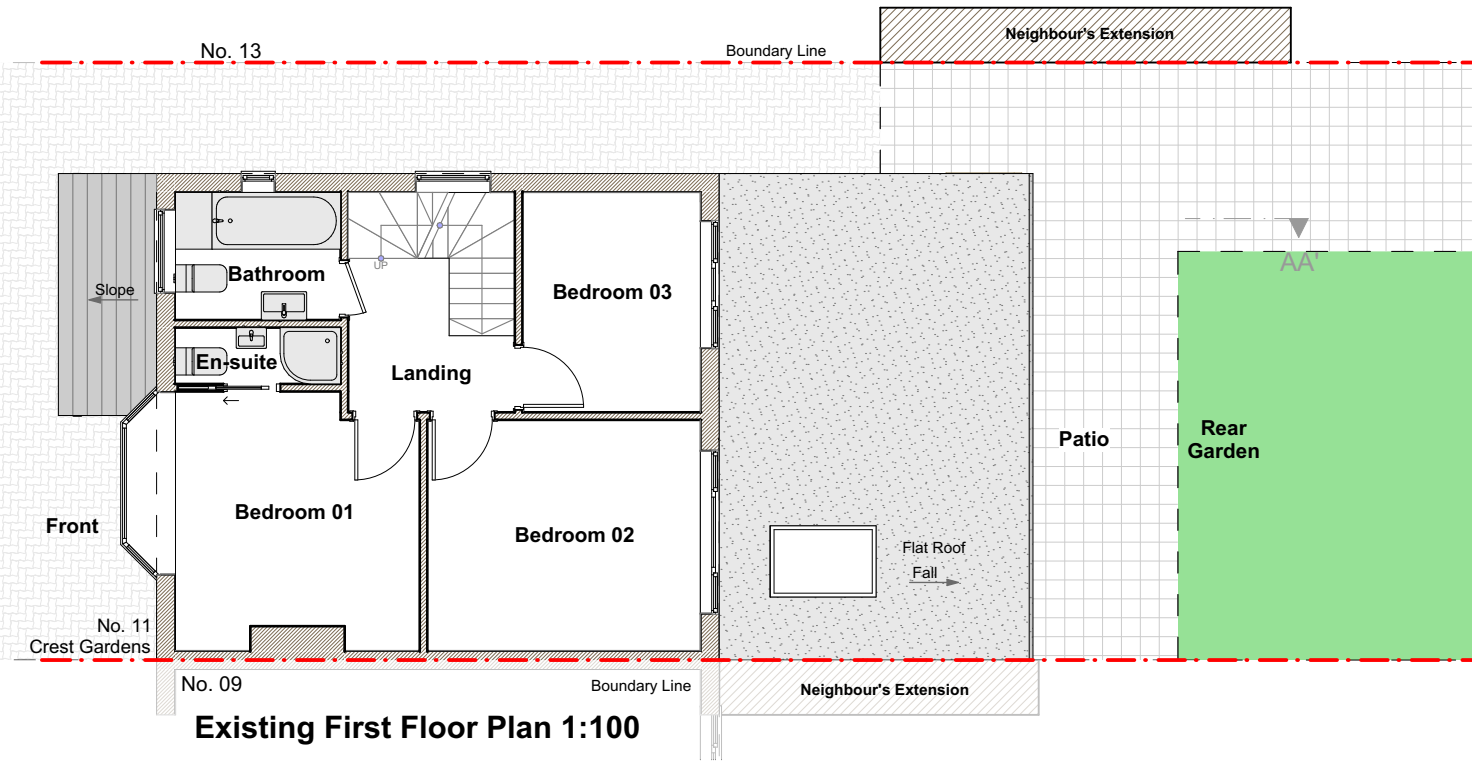 Neighbour's Extension
No. 13
Boundary Line
AA'
UP
Bathroom
Slope
Bedroom 03
En-suite
Landing
Patio
Rear
Garden
Front
Bedroom 01
Bedroom 02
Flat Roof
Fall
No. 11
Crest Gardens
No. 09
Boundary Line
Neighbour's Extension
Existing First Floor Plan 1:100